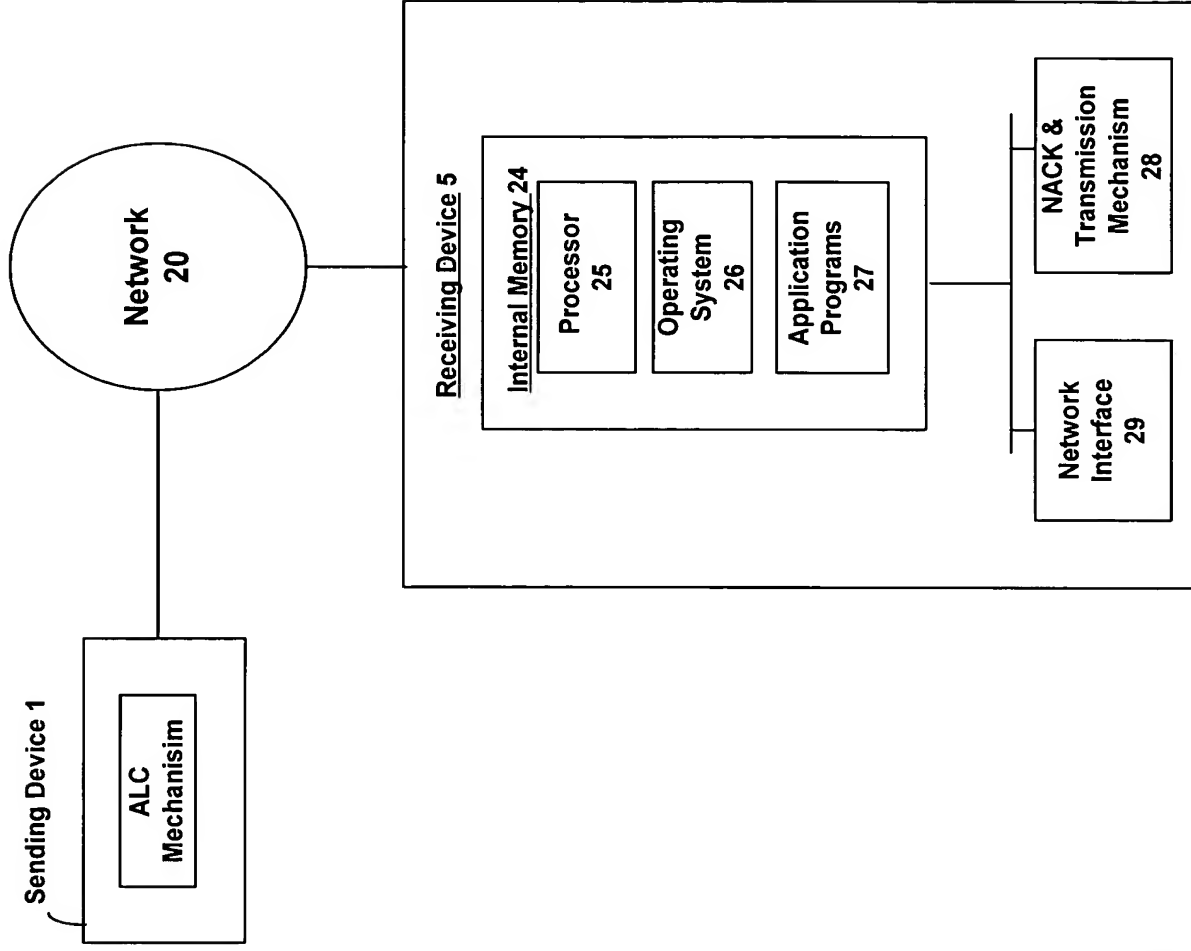 Sending Device 1
ALC
Mechanisim
Network
20
Receiving Device 5
Internal Memory 24
Processor
25
Operating
System
26
Application
Programs
27
Network
Interface
29
NACK &
Transmission
Mechanism
28